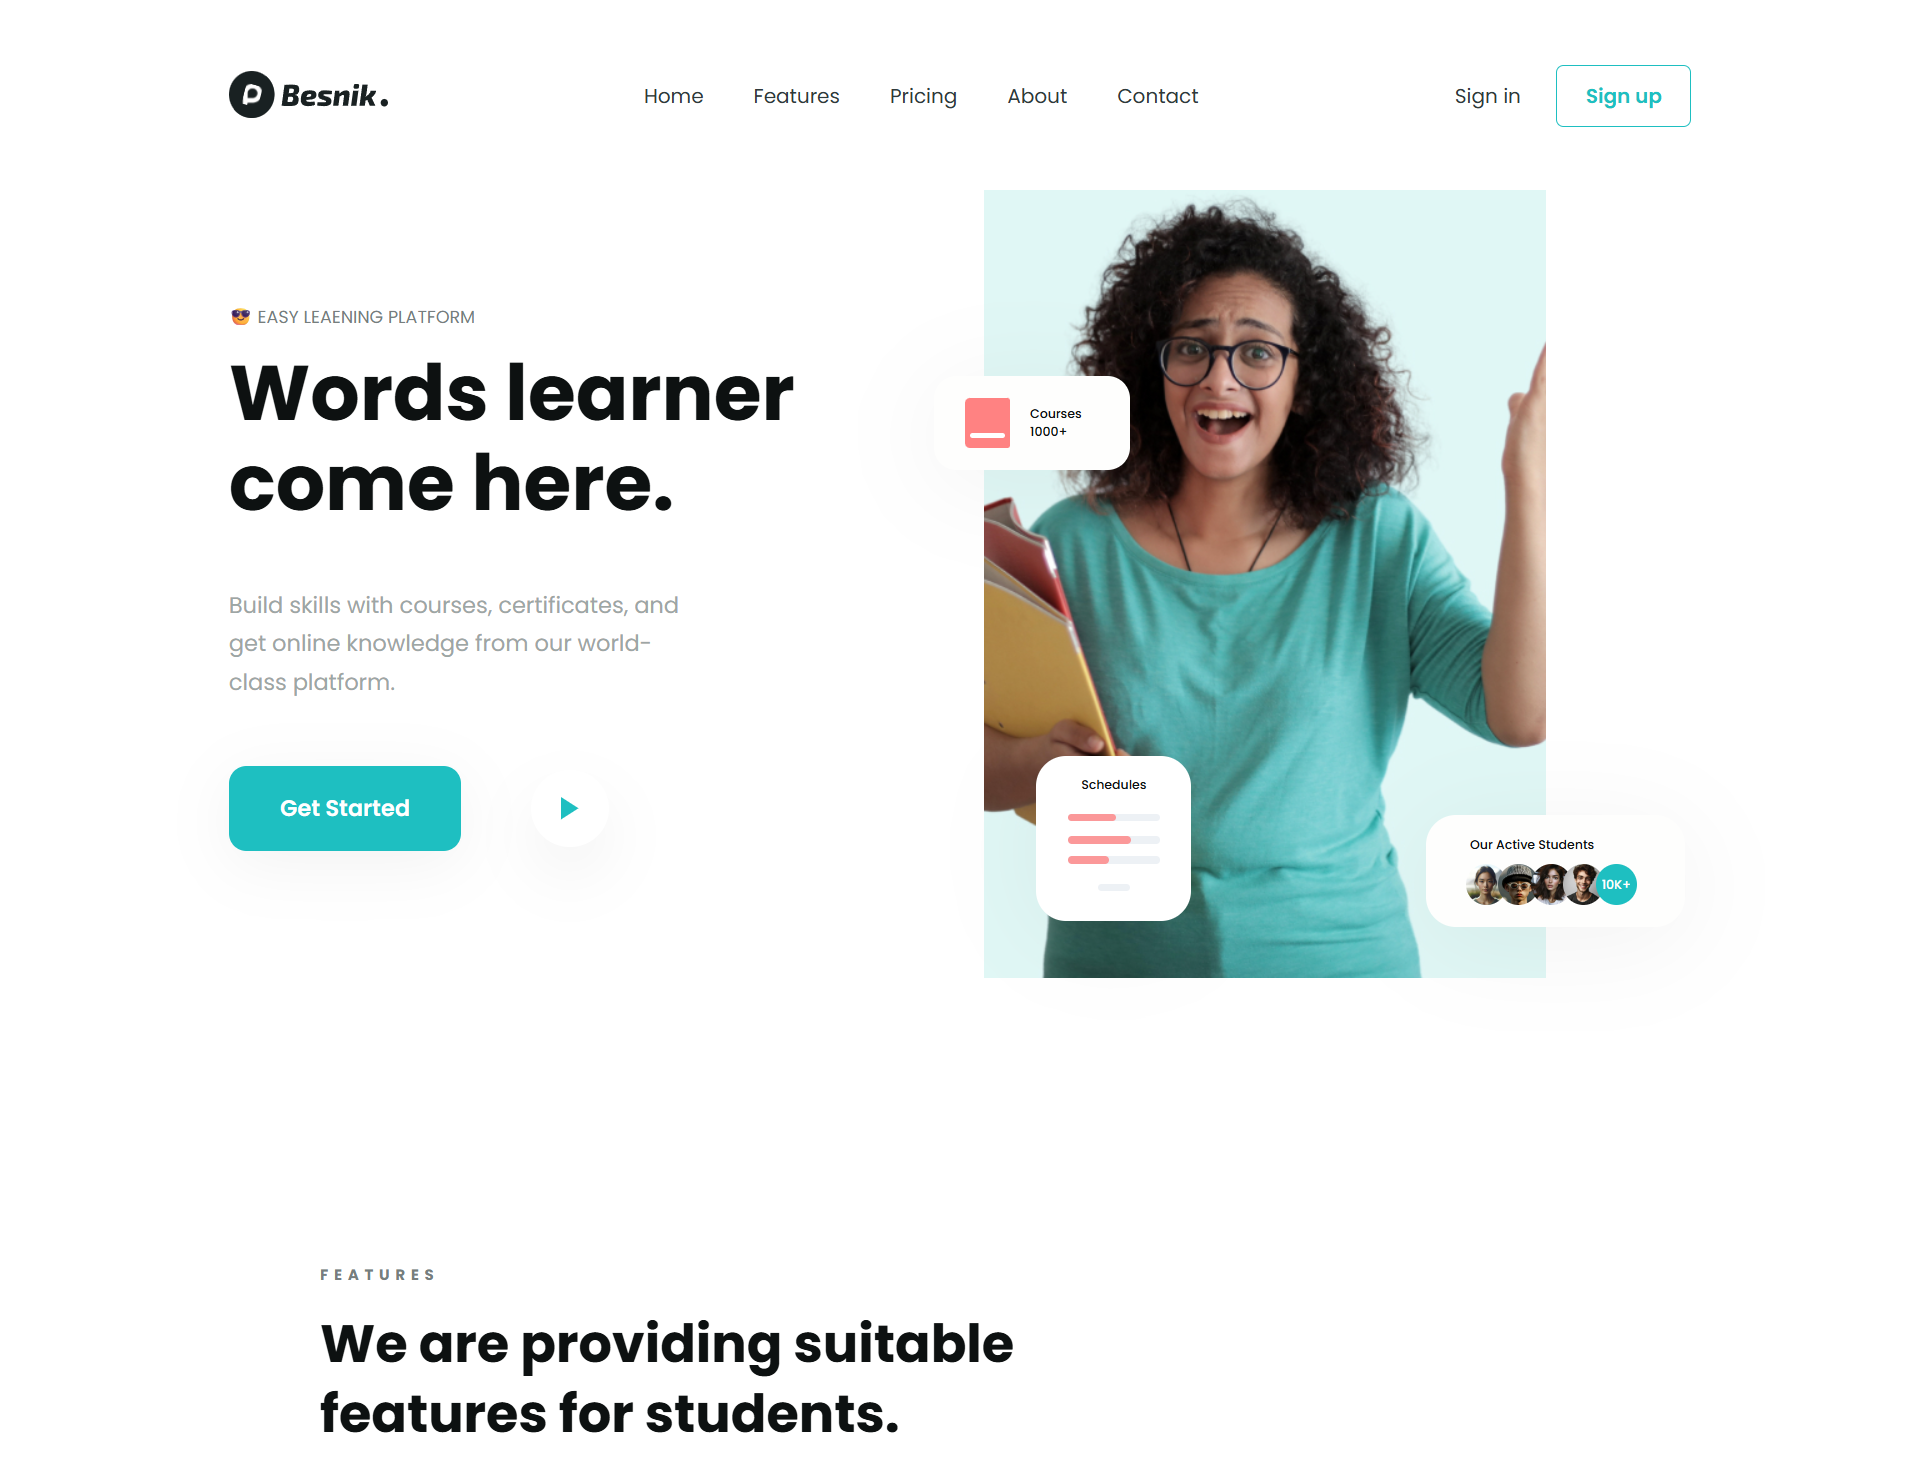 Besnik.
Home Features Pricing About Contact
Sign in Sign up
😎 EASY LEAENING PLATFORM
Words learner
come here.
Build skills with courses, certificates, and
get online knowledge from our world-
class platform.
Get Started
Courses
1000+
Schedules
Our Active Students
10K+
FEATURES
We are providing suitable
features for students.